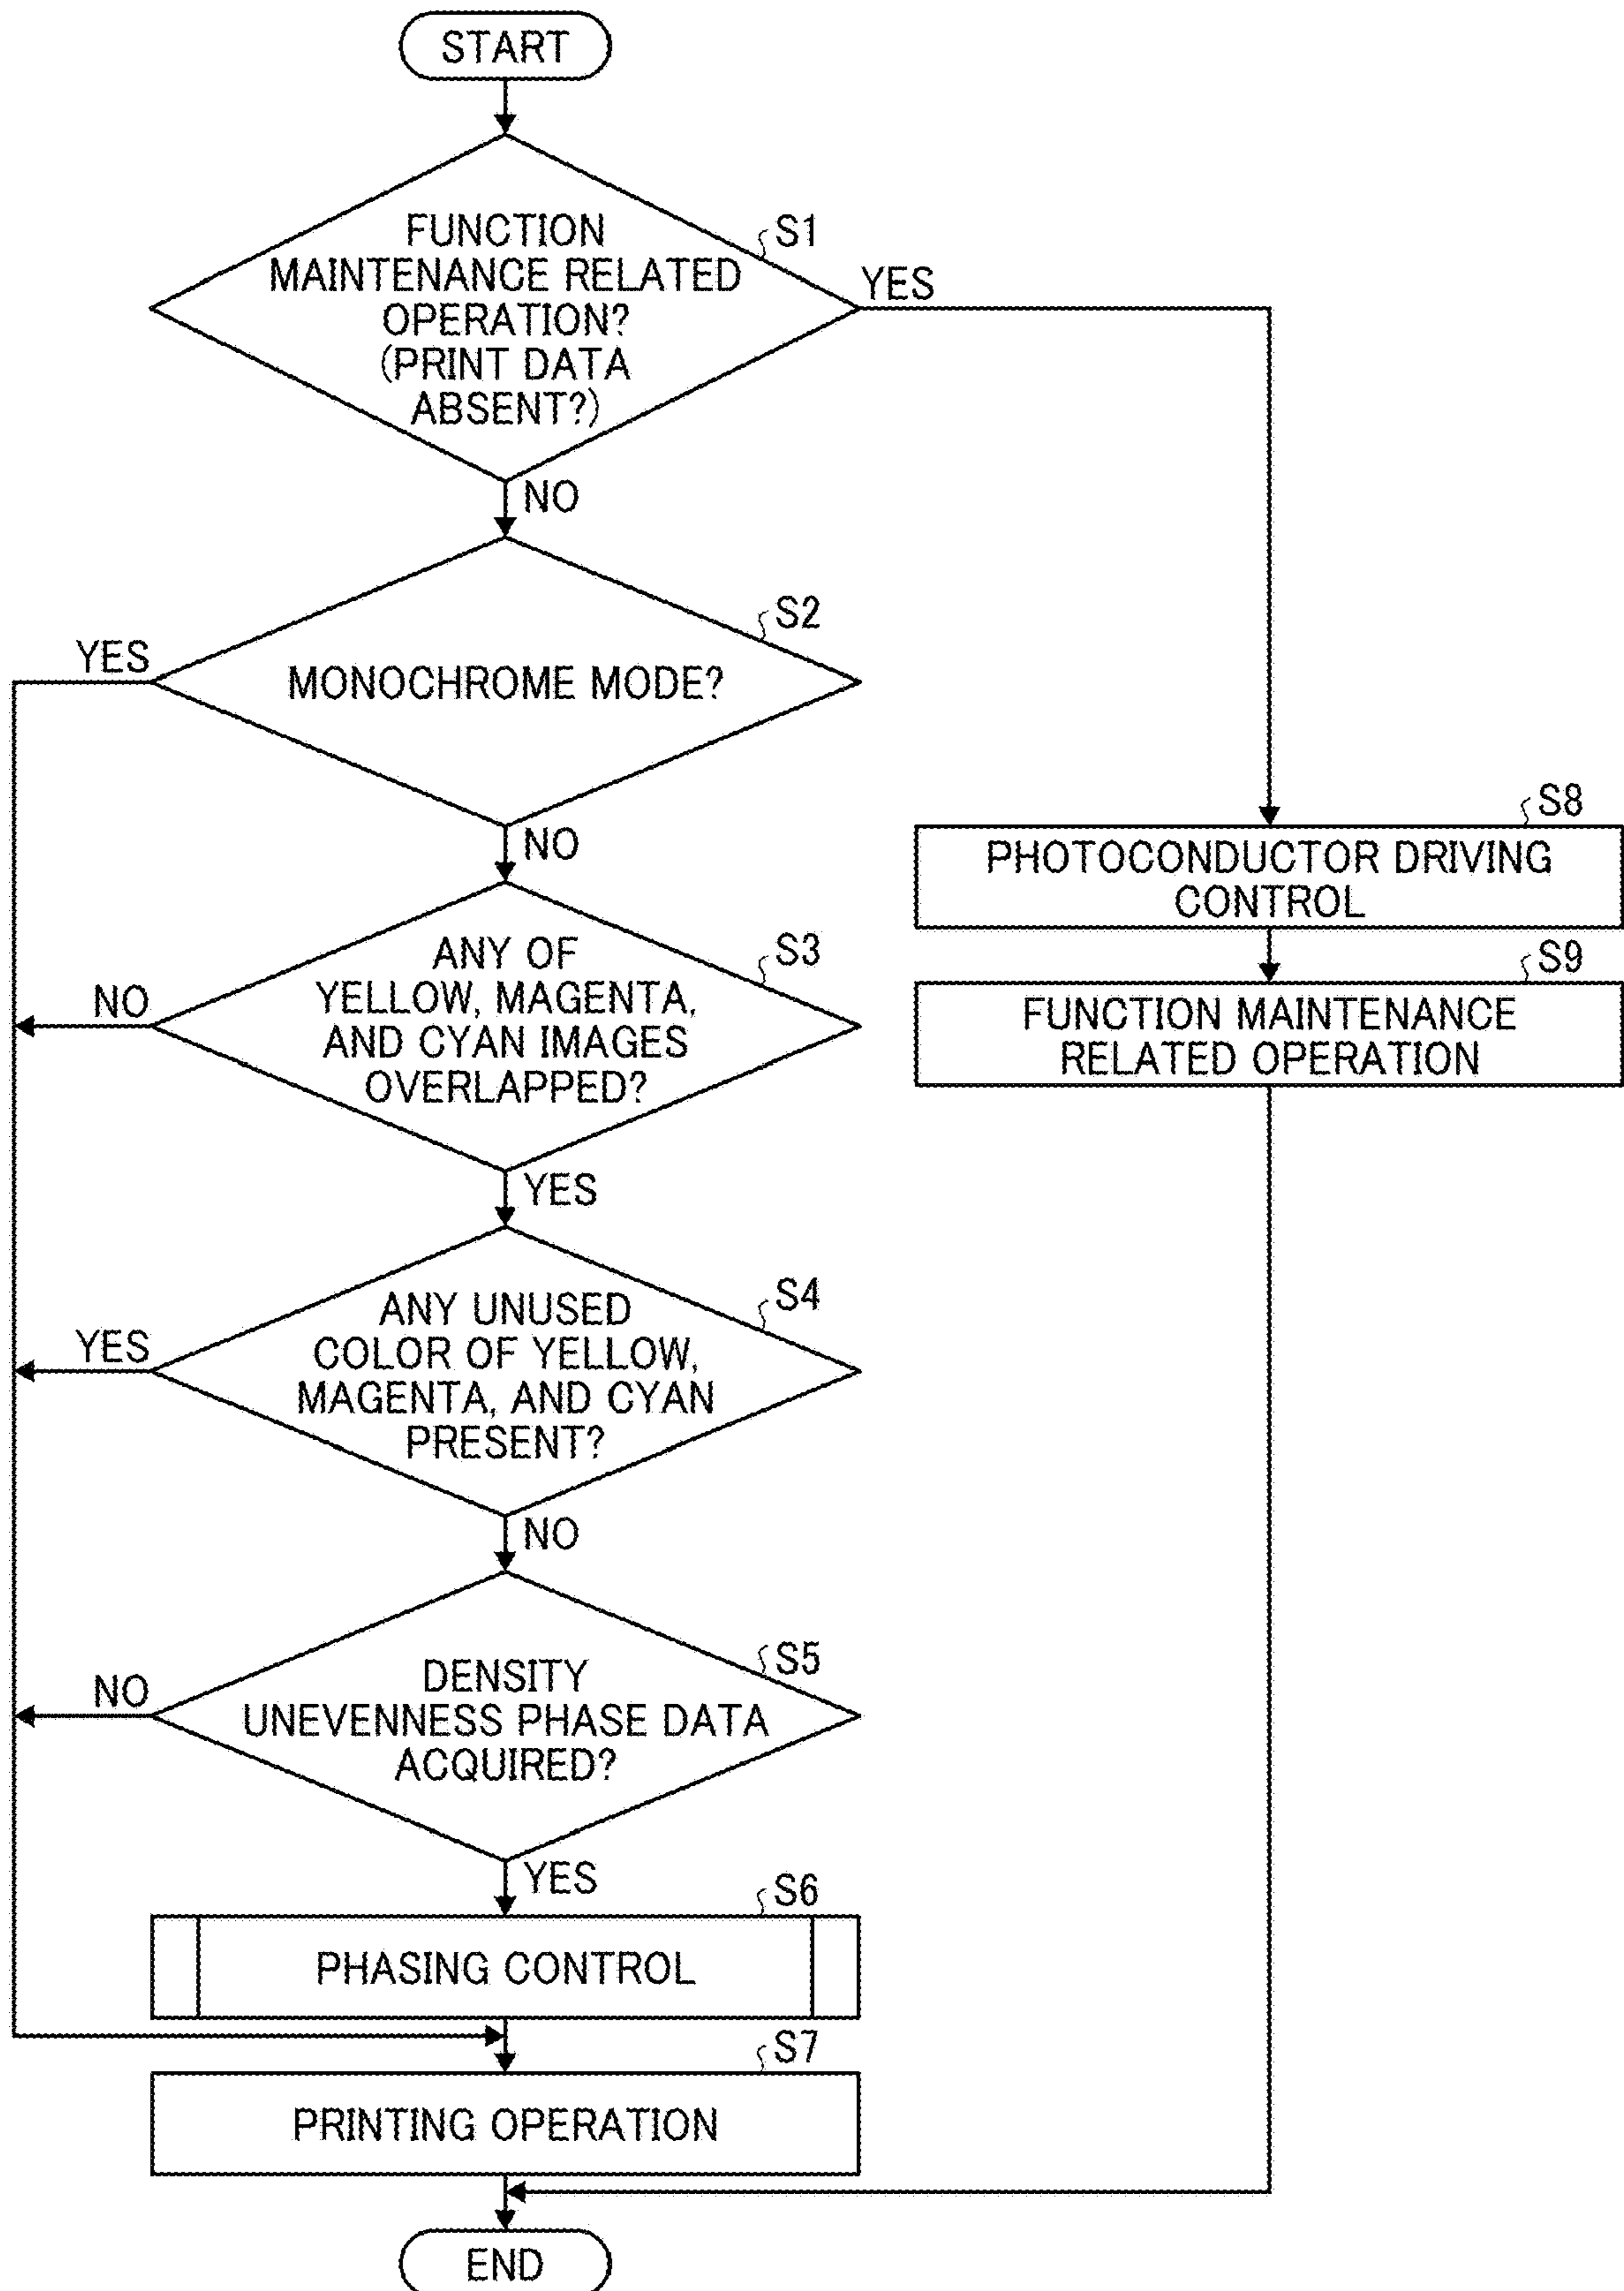 START
FUNCTION
MAINTENANCE RELATED
OPERATION?
(PRINT DATA
ABSENT?)
S1
YES
NO
S2
YES
MONOCHROME MODE?
NO
S8
PHOTOCONDUCTOR DRIVING
CONTROL
S3
NO
ANY OF
YELLOW, MAGENTA,
AND CYAN IMAGES
OVERLAPPED?
S9
FUNCTION MAINTENANCE
RELATED OPERATION
YES
S4
YES
ANY UNUSED
COLOR OF YELLOW,
MAGENTA, AND CYAN
PRESENT?
NO
S5
NO
DENSITY
UNEVENNESS PHASE DATA
ACQUIRED?
YES
S6
PHASING CONTROL
S7
PRINTING OPERATION
END